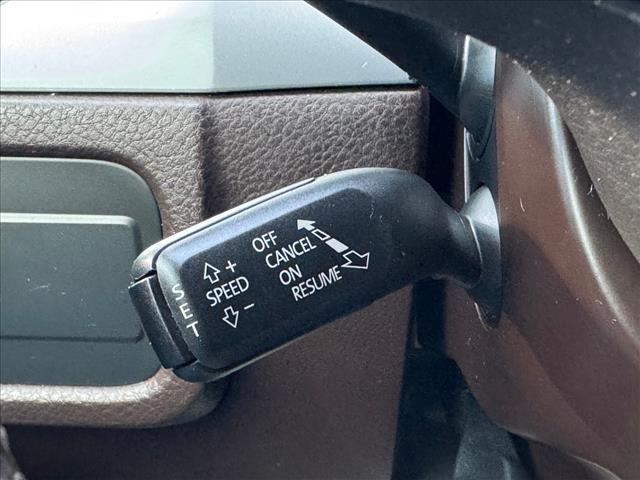 OFF
CANCEL
ON
RESUME
+
SPEED
−
SET